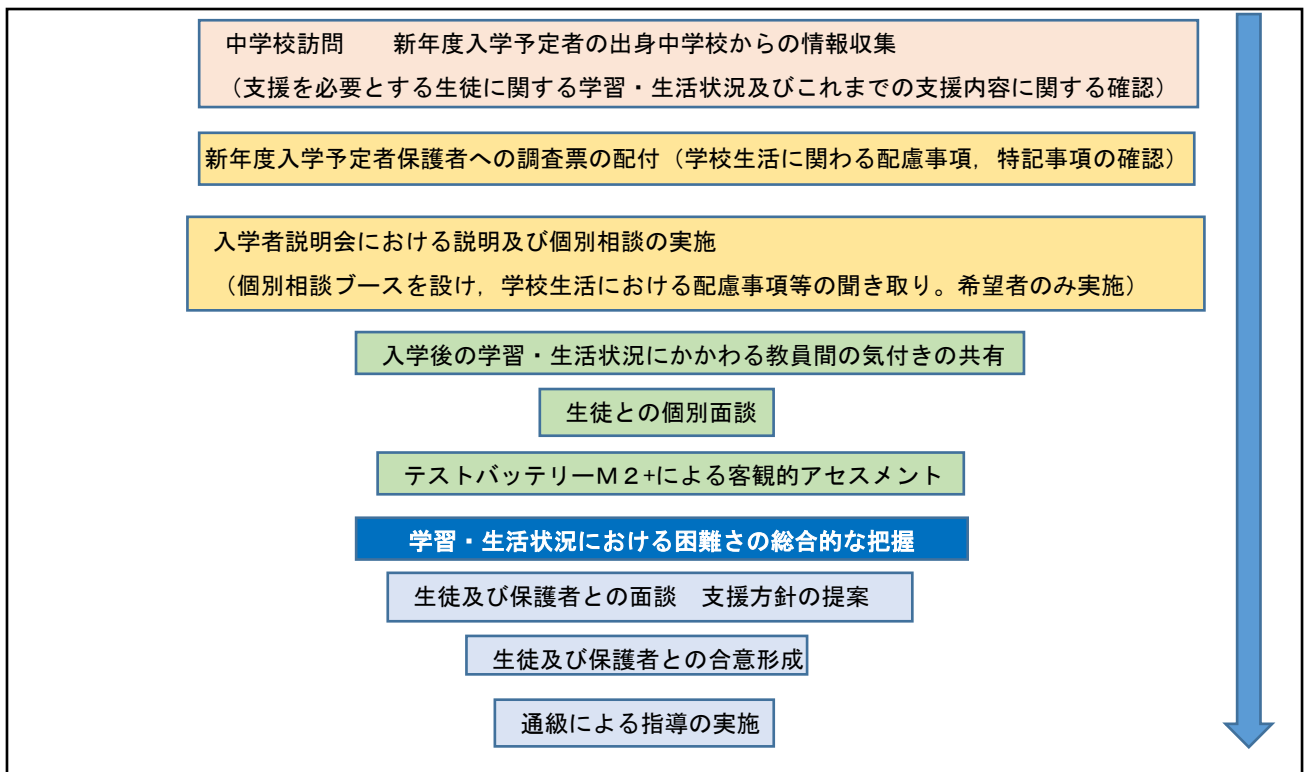 中学校訪問　　新年度入学予定者の出身中学校からの情報収集
（支援を必要とする生徒に関する学習・生活状況及びこれまでの支援内容に関する確認）
新年度入学予定者保護者への調査票の配付（学校生活に関わる配慮事項，特記事項の確認）
入学者説明会における説明及び個別相談の実施
（個別相談ブースを設け，学校生活における配慮事項等の聞き取り。希望者のみ実施）
入学後の学習・生活状況にかかわる教員間の気付きの共有
生徒との個別面談
テストバッテリーＭ２+による客観的アセスメント
学習・生活状況における困難さの総合的な把握
生徒及び保護者との面談　支援方針の提案
生徒及び保護者との合意形成
通級による指導の実施